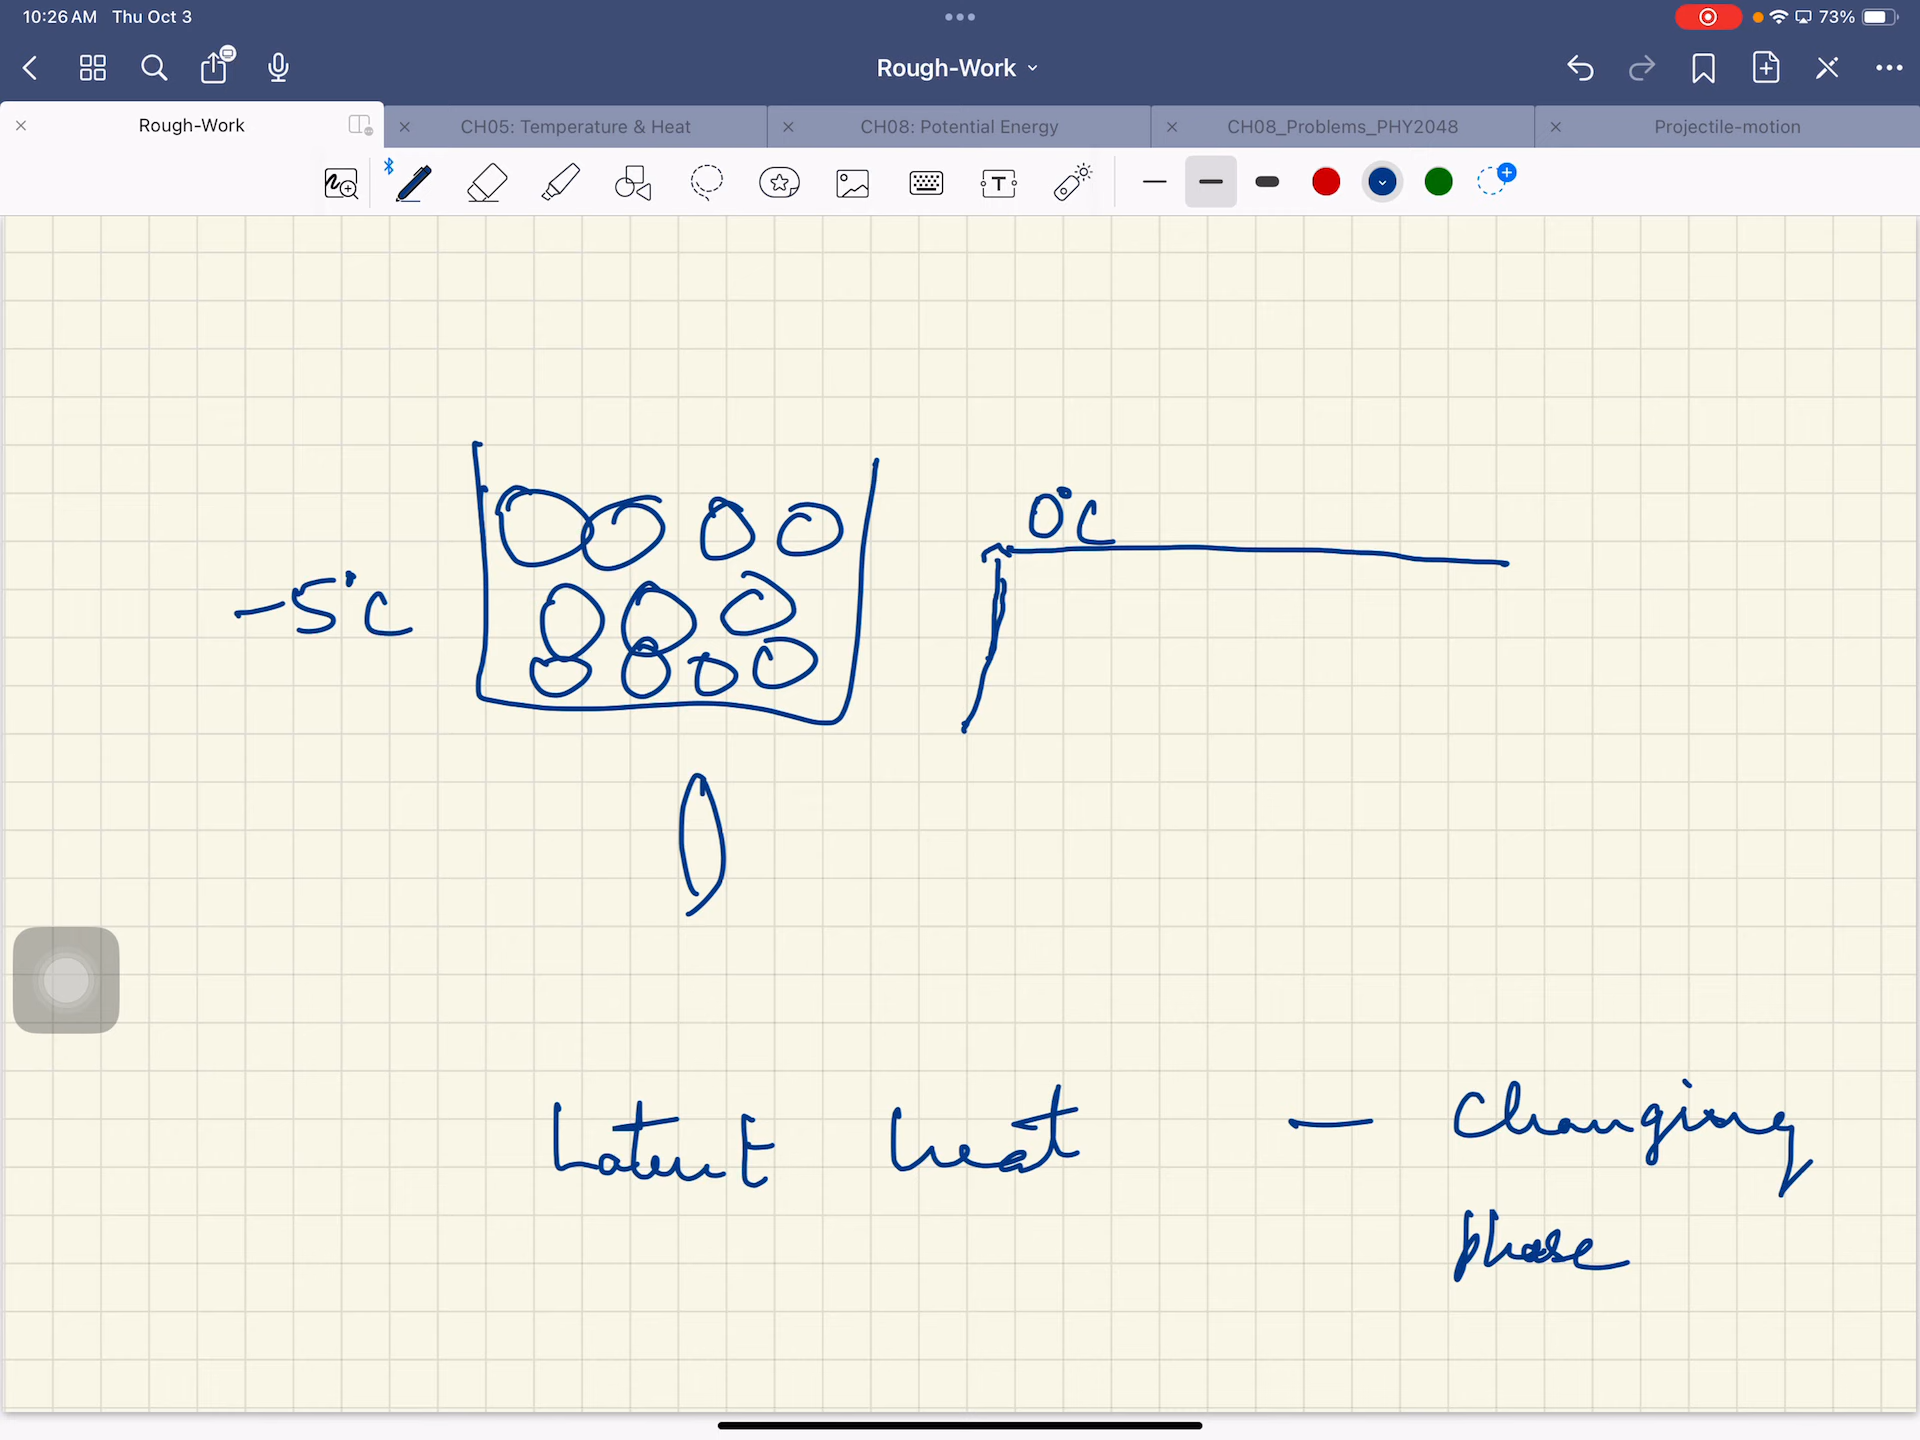 10:26 AM Thu Oct 3
73%
Rough-Work
Rough-Work
CH05: Temperature & Heat
CH08: Potential Energy
CH08_Problems_PHY2048
Projectile-motion
T
0°C
-5°C
Latent heat — Changing
phase